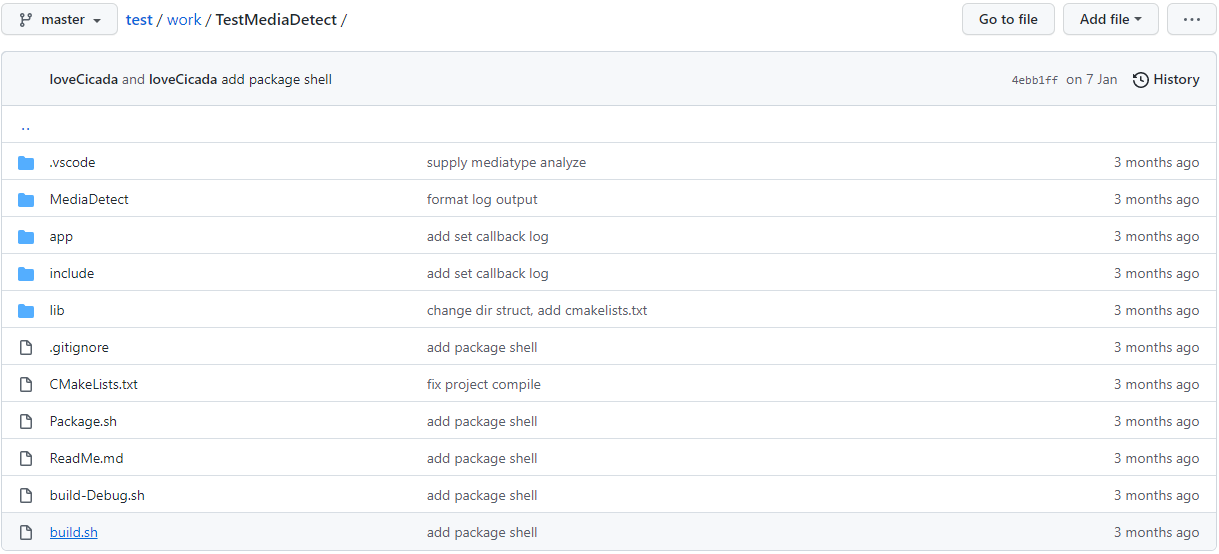 master test / work / TestMediaDetect / Go to file Add file ...
loveCicada and loveCicada add package shell 4ebb1ff on 7 Jan History
..
.vscode supply mediatype analyze 3 months ago
MediaDetect format log output 3 months ago
app add set callback log 3 months ago
include add set callback log 3 months ago
lib change dir struct, add cmakelists.txt 3 months ago
.gitignore add package shell 3 months ago
CMakeLists.txt fix project compile 3 months ago
Package.sh add package shell 3 months ago
ReadMe.md add package shell 3 months ago
build-Debug.sh add package shell 3 months ago
build.sh add package shell 3 months ago